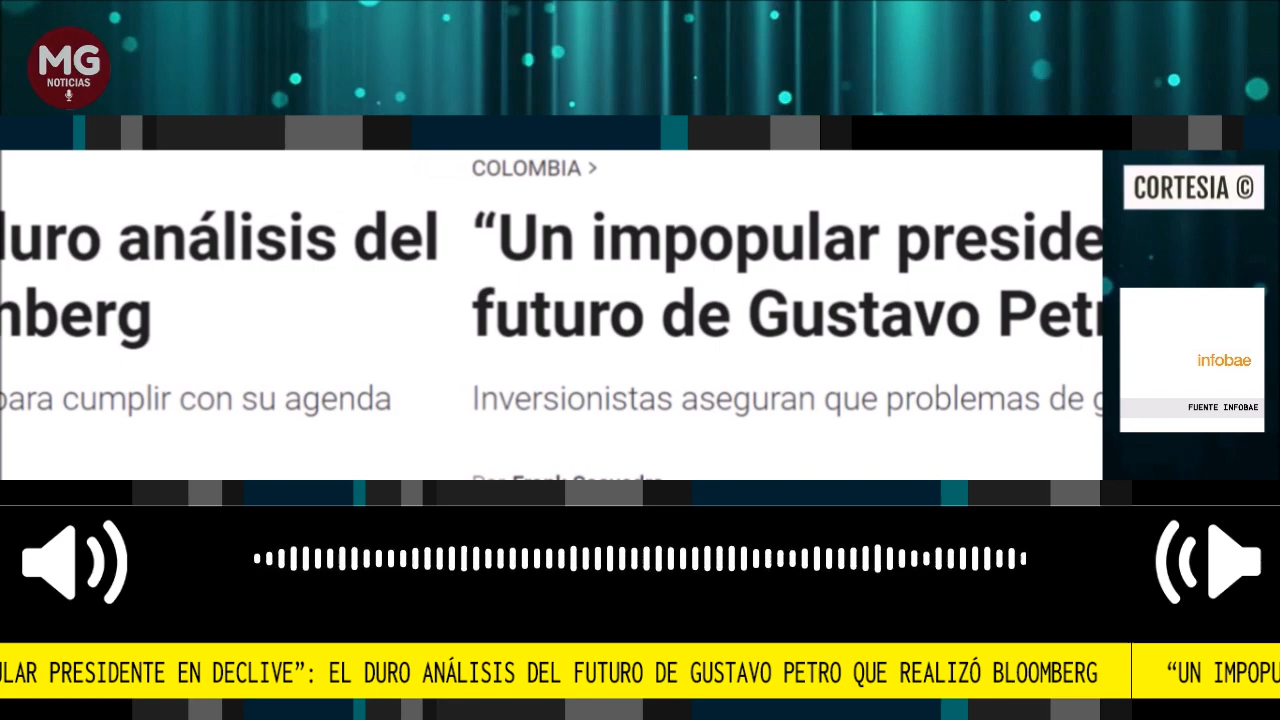 MG
NOTICIAS
COLOMBIA >
duro análisis del
nberg
para cumplir con su agenda
“Un impopular preside
futuro de Gustavo Petr
Inversionistas aseguran que problemas de g
CORTESIA ©
infobae
FUENTE INFOBAE
ULAR PRESIDENTE EN DECLIVE”: EL DURO ANÁLISIS DEL FUTURO DE GUSTAVO PETRO QUE REALIZÓ BLOOMBERG
“UN IMPOPU